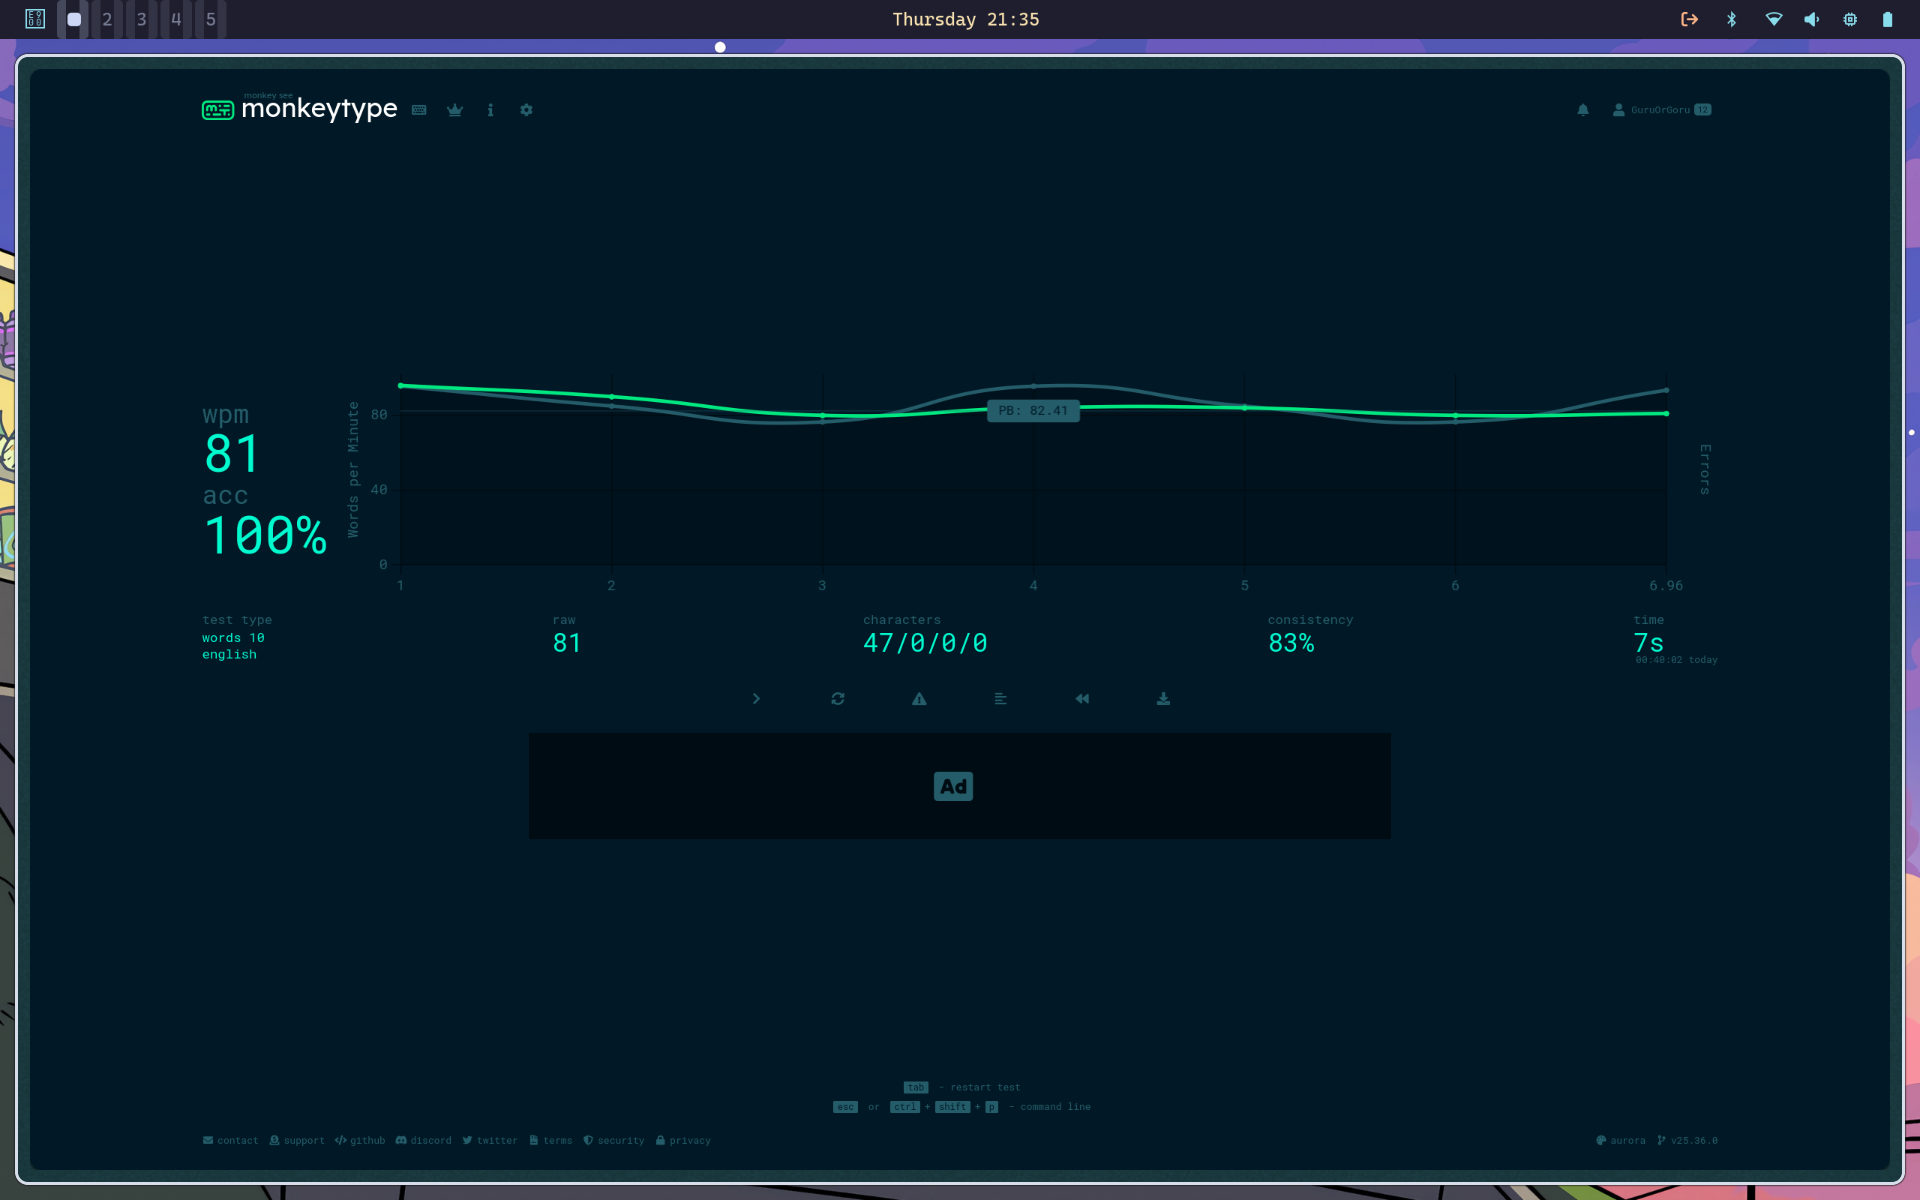 2 3 4 5
Thursday 21:35
monkey see
monkeytype
GuruOrGoru 12
wpm
81
acc
100%
Words per Minute
80
40
0
PB: 82.41
Errors
1 2 3 4 5 6 6.96
test type
words 10
english
raw
81
characters
47/0/0/0
consistency
83%
time
7s
00:40:02 today
Ad
tab - restart test
esc or ctrl + shift + p - command line
contact support github discord twitter terms security privacy
aurora v25.36.0